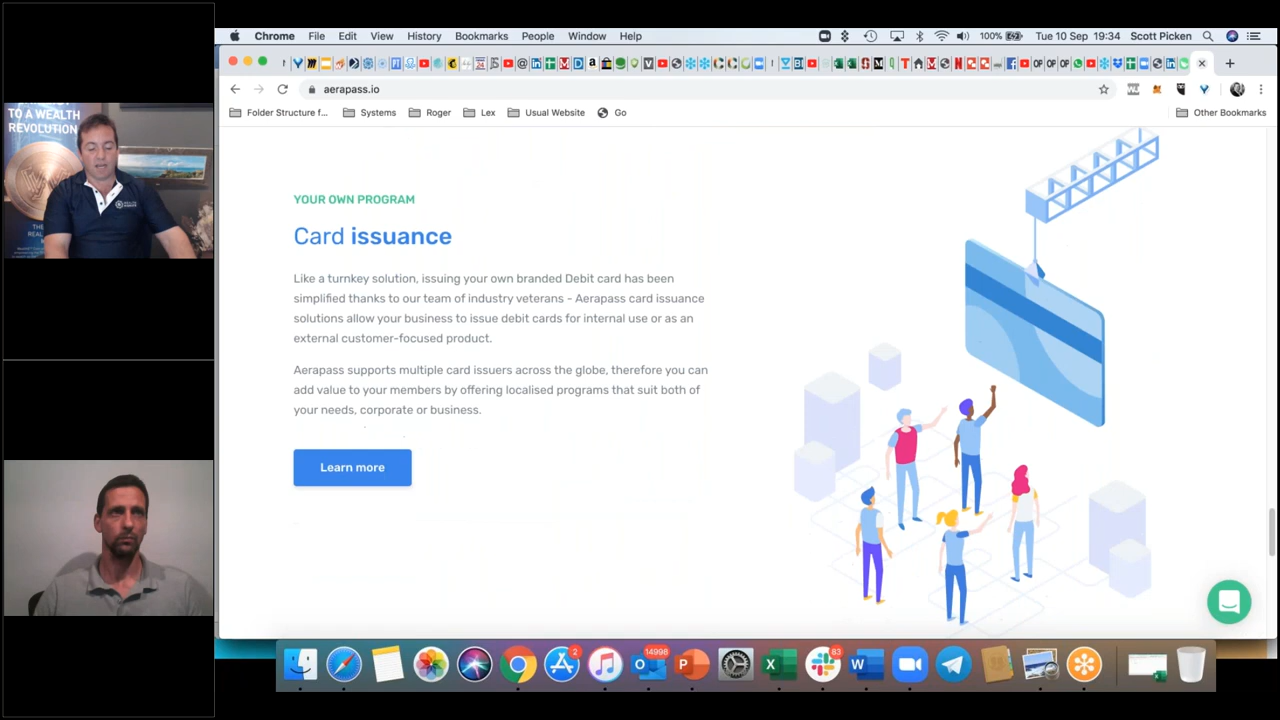 TO A WEALTH
REVOLUTION
Chrome File Edit View History Bookmarks People Window Help 100% Tue 10 Sep 19:34 Scott Picken
aerapass.io
Folder Structure f... Systems Roger Lex Usual Website Go Other Bookmarks
YOUR OWN PROGRAM
Card issuance
Like a turnkey solution, issuing your own branded Debit card has been
simplified thanks to our team of industry veterans - Aerapass card issuance
solutions allow your business to issue debit cards for internal use or as an
external customer-focused product.
Aerapass supports multiple card issuers across the globe, therefore you can
add value to your members by offering localised programs that suit both of
your needs, corporate or business.
Learn more
2 14998 83